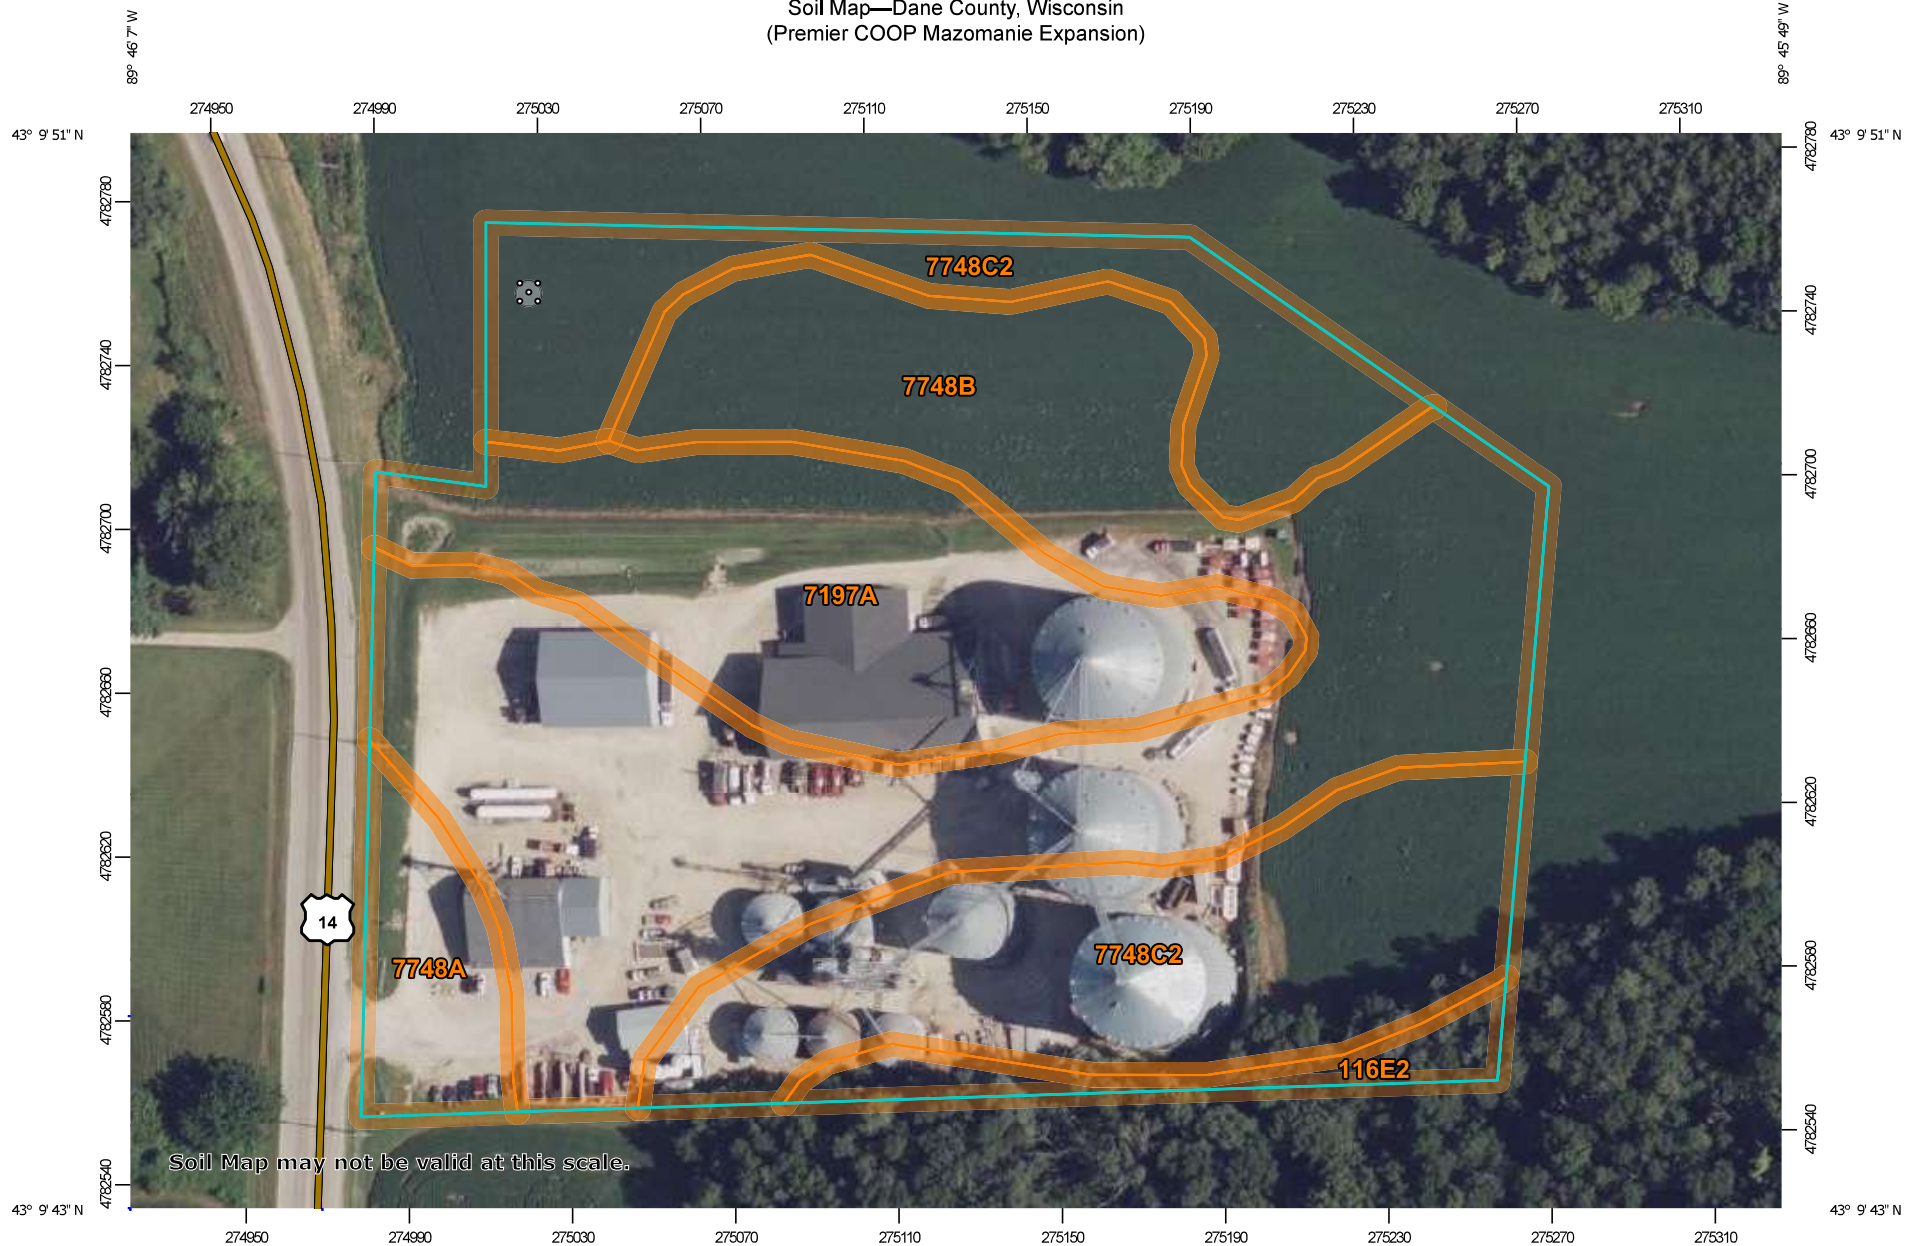 Soil Map—Dane County, Wisconsin
(Premier COOP Mazomanie Expansion)
89° 46' 7" W
89° 45' 49" W
274950 274990 275030 275070 275110 275150 275190 275230 275270 275310
43° 9' 51" N
43° 9' 51" N
4782780
4782780
4782740
4782740
4782700
4782700
4782660
4782660
4782620
4782620
4782580
4782580
4782540
4782540
7748C2
7748B
7197A
14
7748A
7748C2
116E2
Soil Map may not be valid at this scale.
43° 9' 43" N
43° 9' 43" N
274950 274990 275030 275070 275110 275150 275190 275230 275270 275310